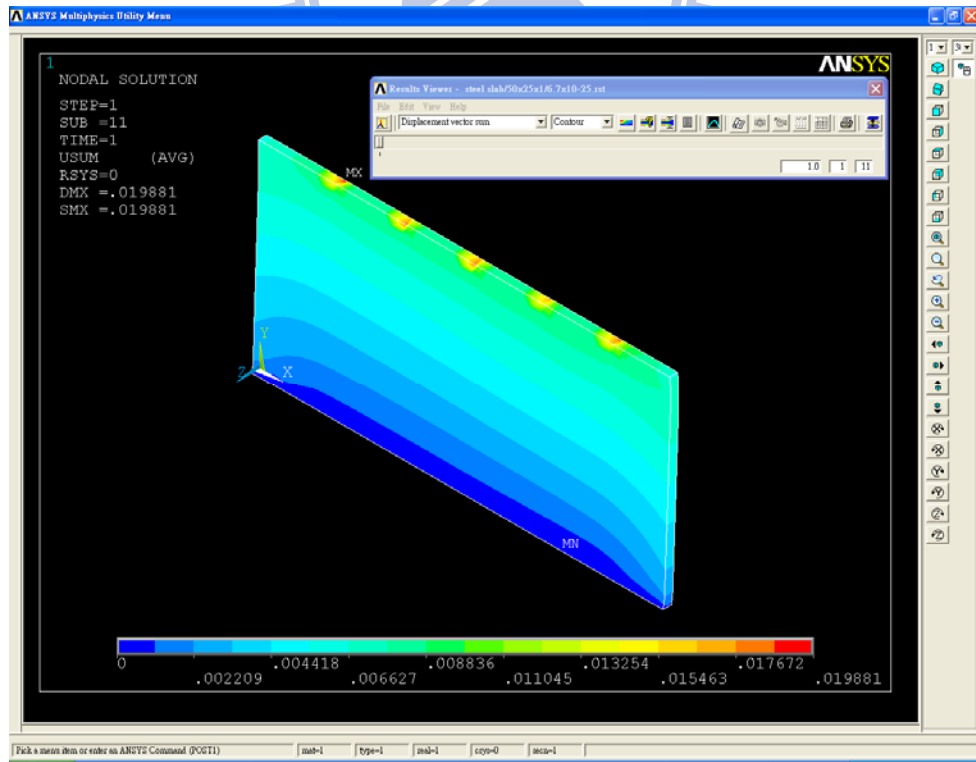 ANSYS Multiphysics Utility Menu
1
NODAL SOLUTION
STEP=1
SUB =11
TIME=1
USUM (AVG)
RSYS=0
DMX =.019881
SMX =.019881
ANSYS
Results Viewer - steel slab/50x25x1/6.7x10-25.rst
File Edit View Help
Displacement vector sum
Contour
1.0 1 11
MX
Y
Z X
MN
0 .004418 .008836 .013254 .017672
.002209 .006627 .011045 .015463 .019881
Pick a menu item or enter an ANSYS Command (POST1)
mat=1 type=1 real=1 csys=0 secn=1